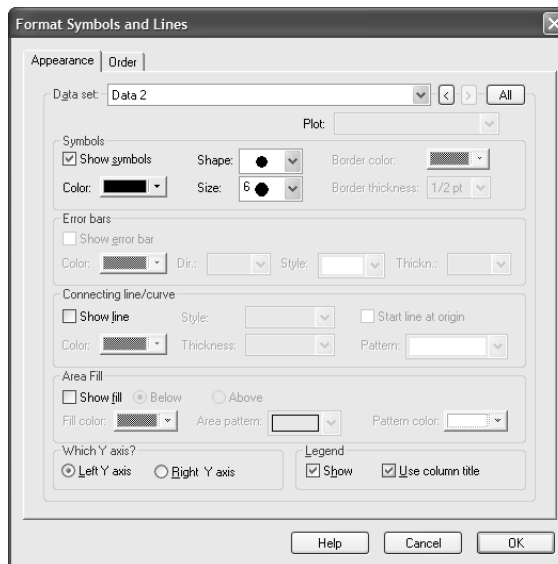 Format Symbols and Lines
Appearance Order
Data set: Data 2 < > All
Plot:
Symbols
Show symbols Shape: Border color:
Color: Size: 6 Border thickness: 1/2 pt
Error bars
Show error bar
Color: Dir.: Style: Thickn.:
Connecting line/curve
Show line Style: Start line at origin
Color: Thickness: Pattern:
Area Fill
Show fill Below Above
Fill color: Area pattern: Pattern color:
Which Y axis? Legend
Left Y axis Right Y axis Show Use column title
Help Cancel OK